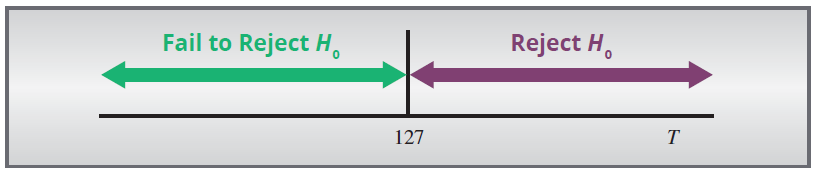 Fail to Reject H₀ Reject H₀
127 T